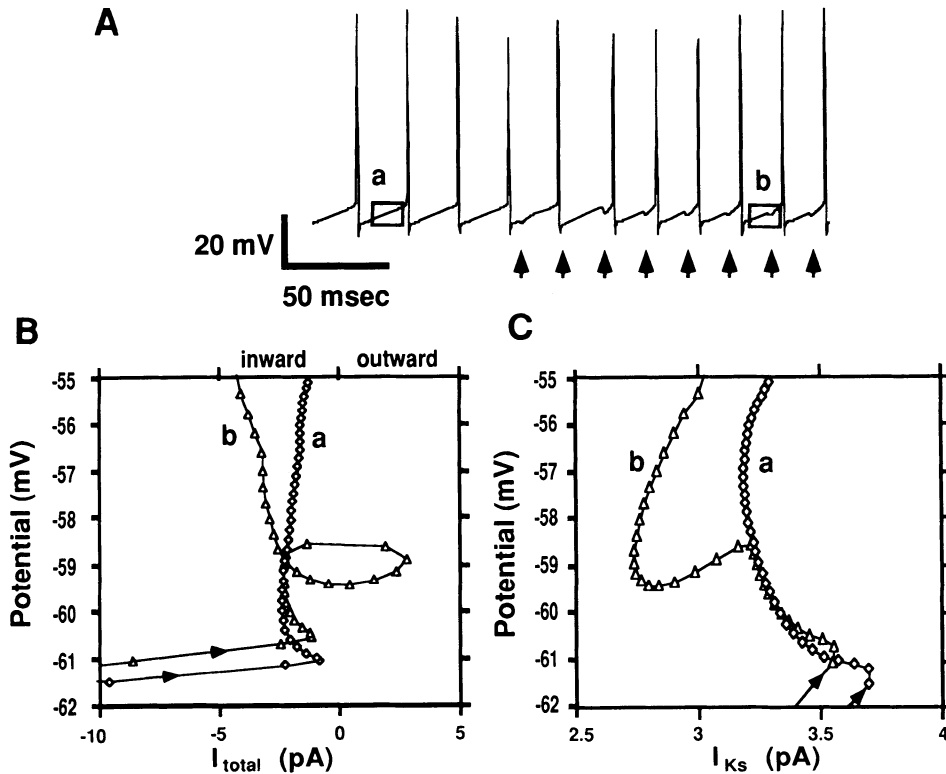 A
a
b
20 mV
50 msec
B
C
inward outward
-55
-56
-57
-58
-59
-60
-61
-62
Potential (mV)
b
a
-10 -5 0 5
I total (pA)
-55
-56
-57
-58
-59
-60
-61
-62
Potential (mV)
b
a
2.5 3 3.5 4
I Ks (pA)